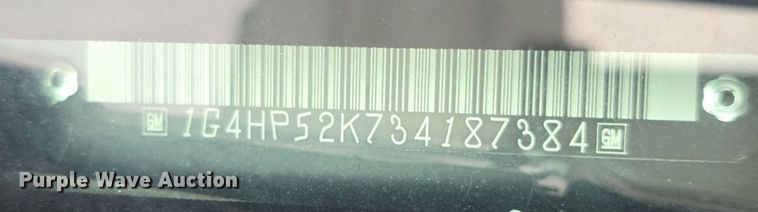 GM 1G4HP52K734187384 GM
Purple Wave Auction